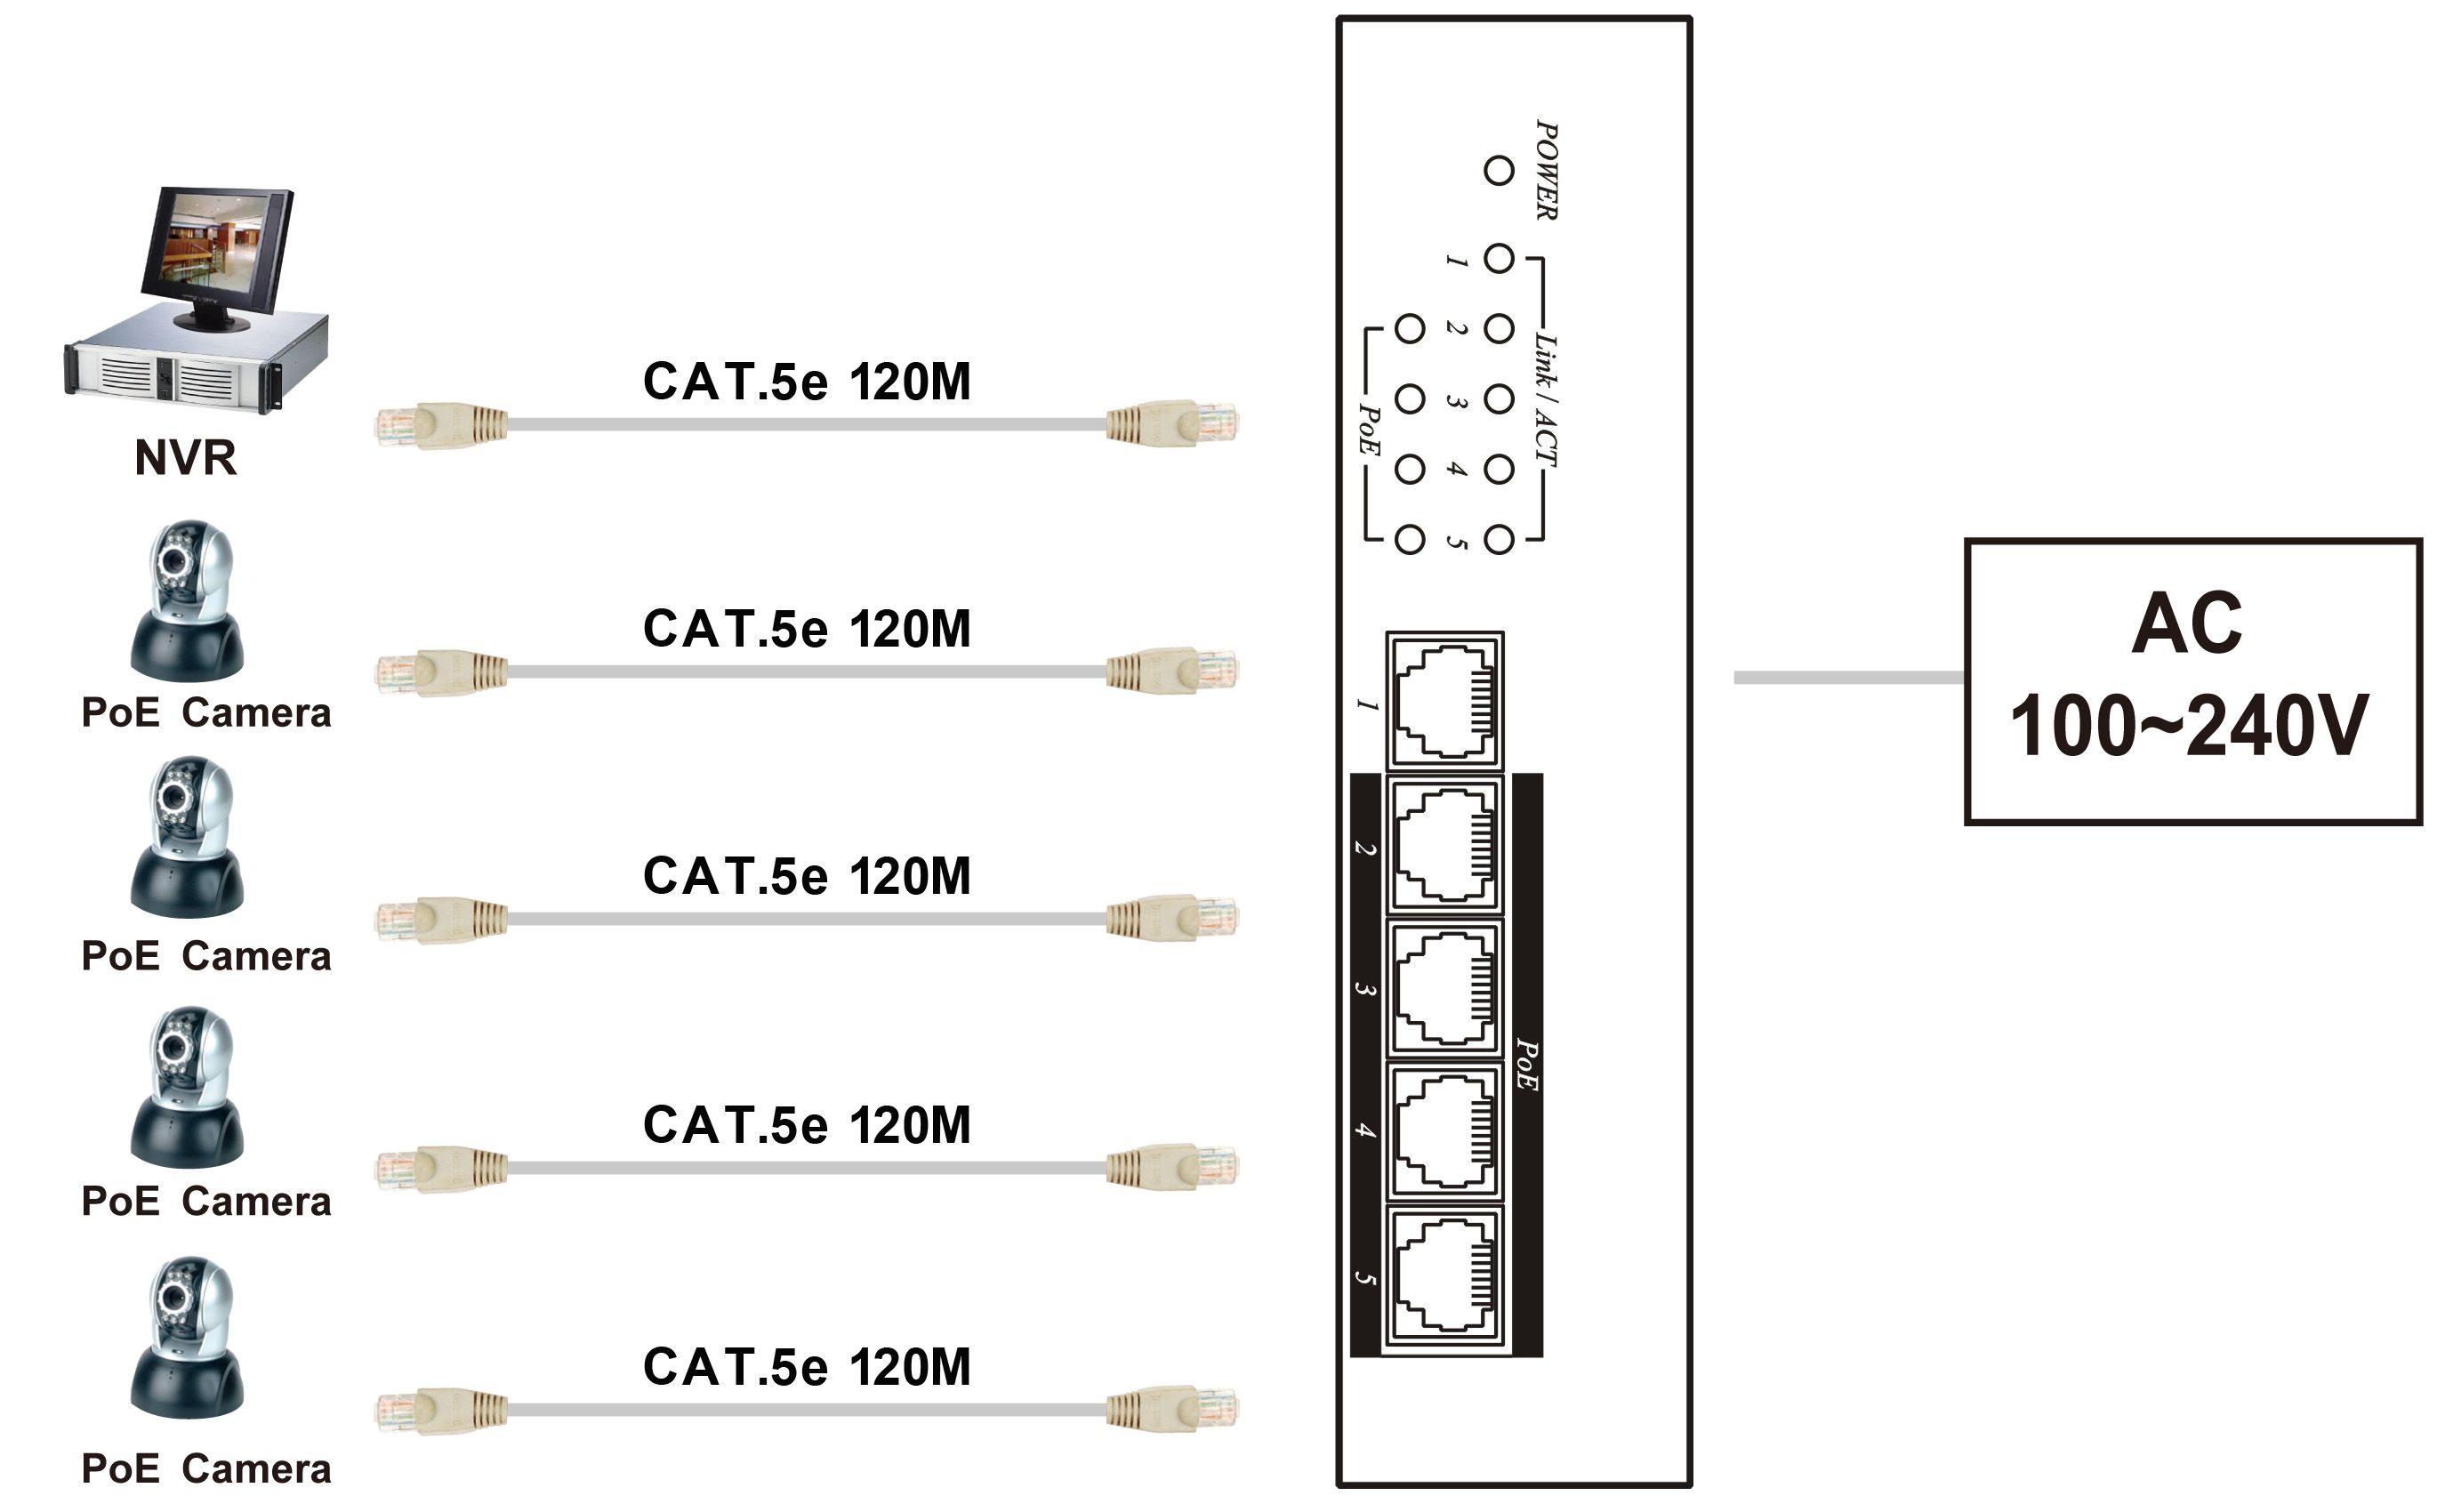 NVR
CAT.5e 120M
PoE Camera
CAT.5e 120M
PoE Camera
CAT.5e 120M
PoE Camera
CAT.5e 120M
PoE Camera
CAT.5e 120M
POWER
1
2
3
4
5
Link / ACT
PoE
1
2
3
4
5
PoE
AC
100~240V